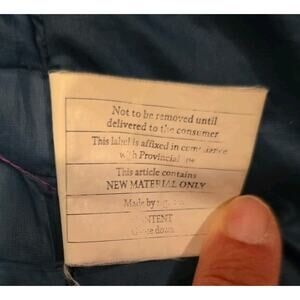 Not to be removed until
delivered to the consumer
This label is affixed in
with Provincial
This article contains
NEW MATERIAL ONLY
Made by
CONTENT
down